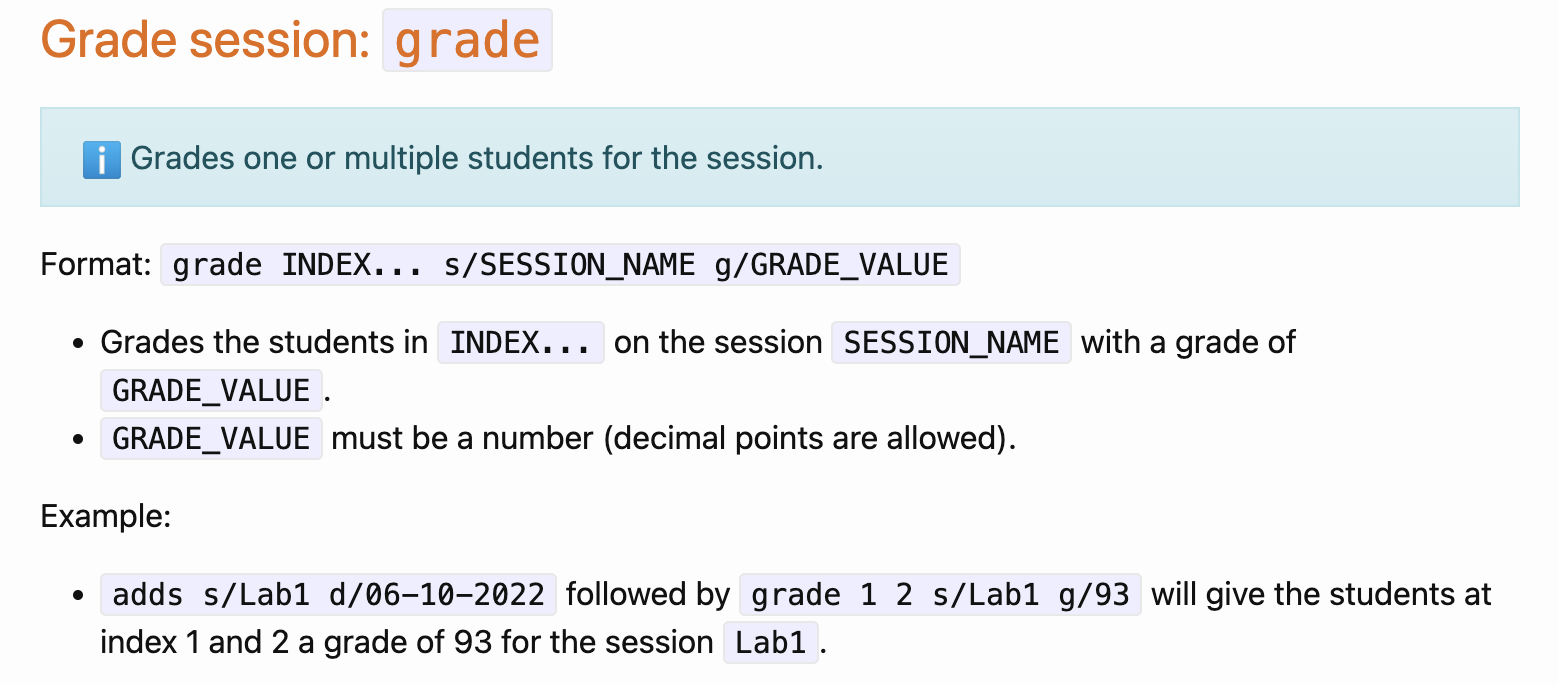 Grade session: grade
ℹ Grades one or multiple students for the session.
Format: grade INDEX... s/SESSION_NAME g/GRADE_VALUE
• Grades the students in INDEX... on the session SESSION_NAME with a grade of
GRADE_VALUE.
• GRADE_VALUE must be a number (decimal points are allowed).
Example:
• adds s/Lab1 d/06-10-2022 followed by grade 1 2 s/Lab1 g/93 will give the students at
index 1 and 2 a grade of 93 for the session Lab1.